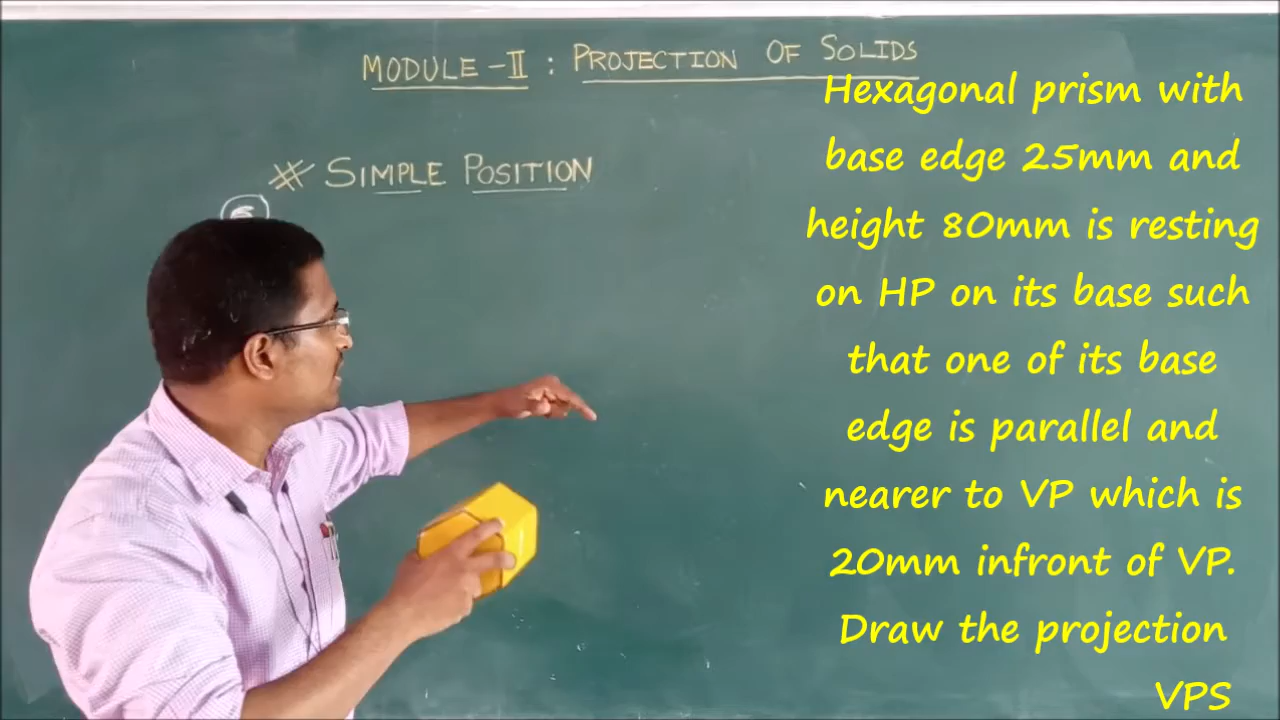 MODULE-II : PROJECTION OF SOLIDS
Hexagonal prism with
base edge 25mm and
height 80mm is resting
on HP on its base such
that one of its base
edge is parallel and
nearer to VP which is
20mm infront of VP.
Draw the projection
VPS
# SIMPLE POSITION